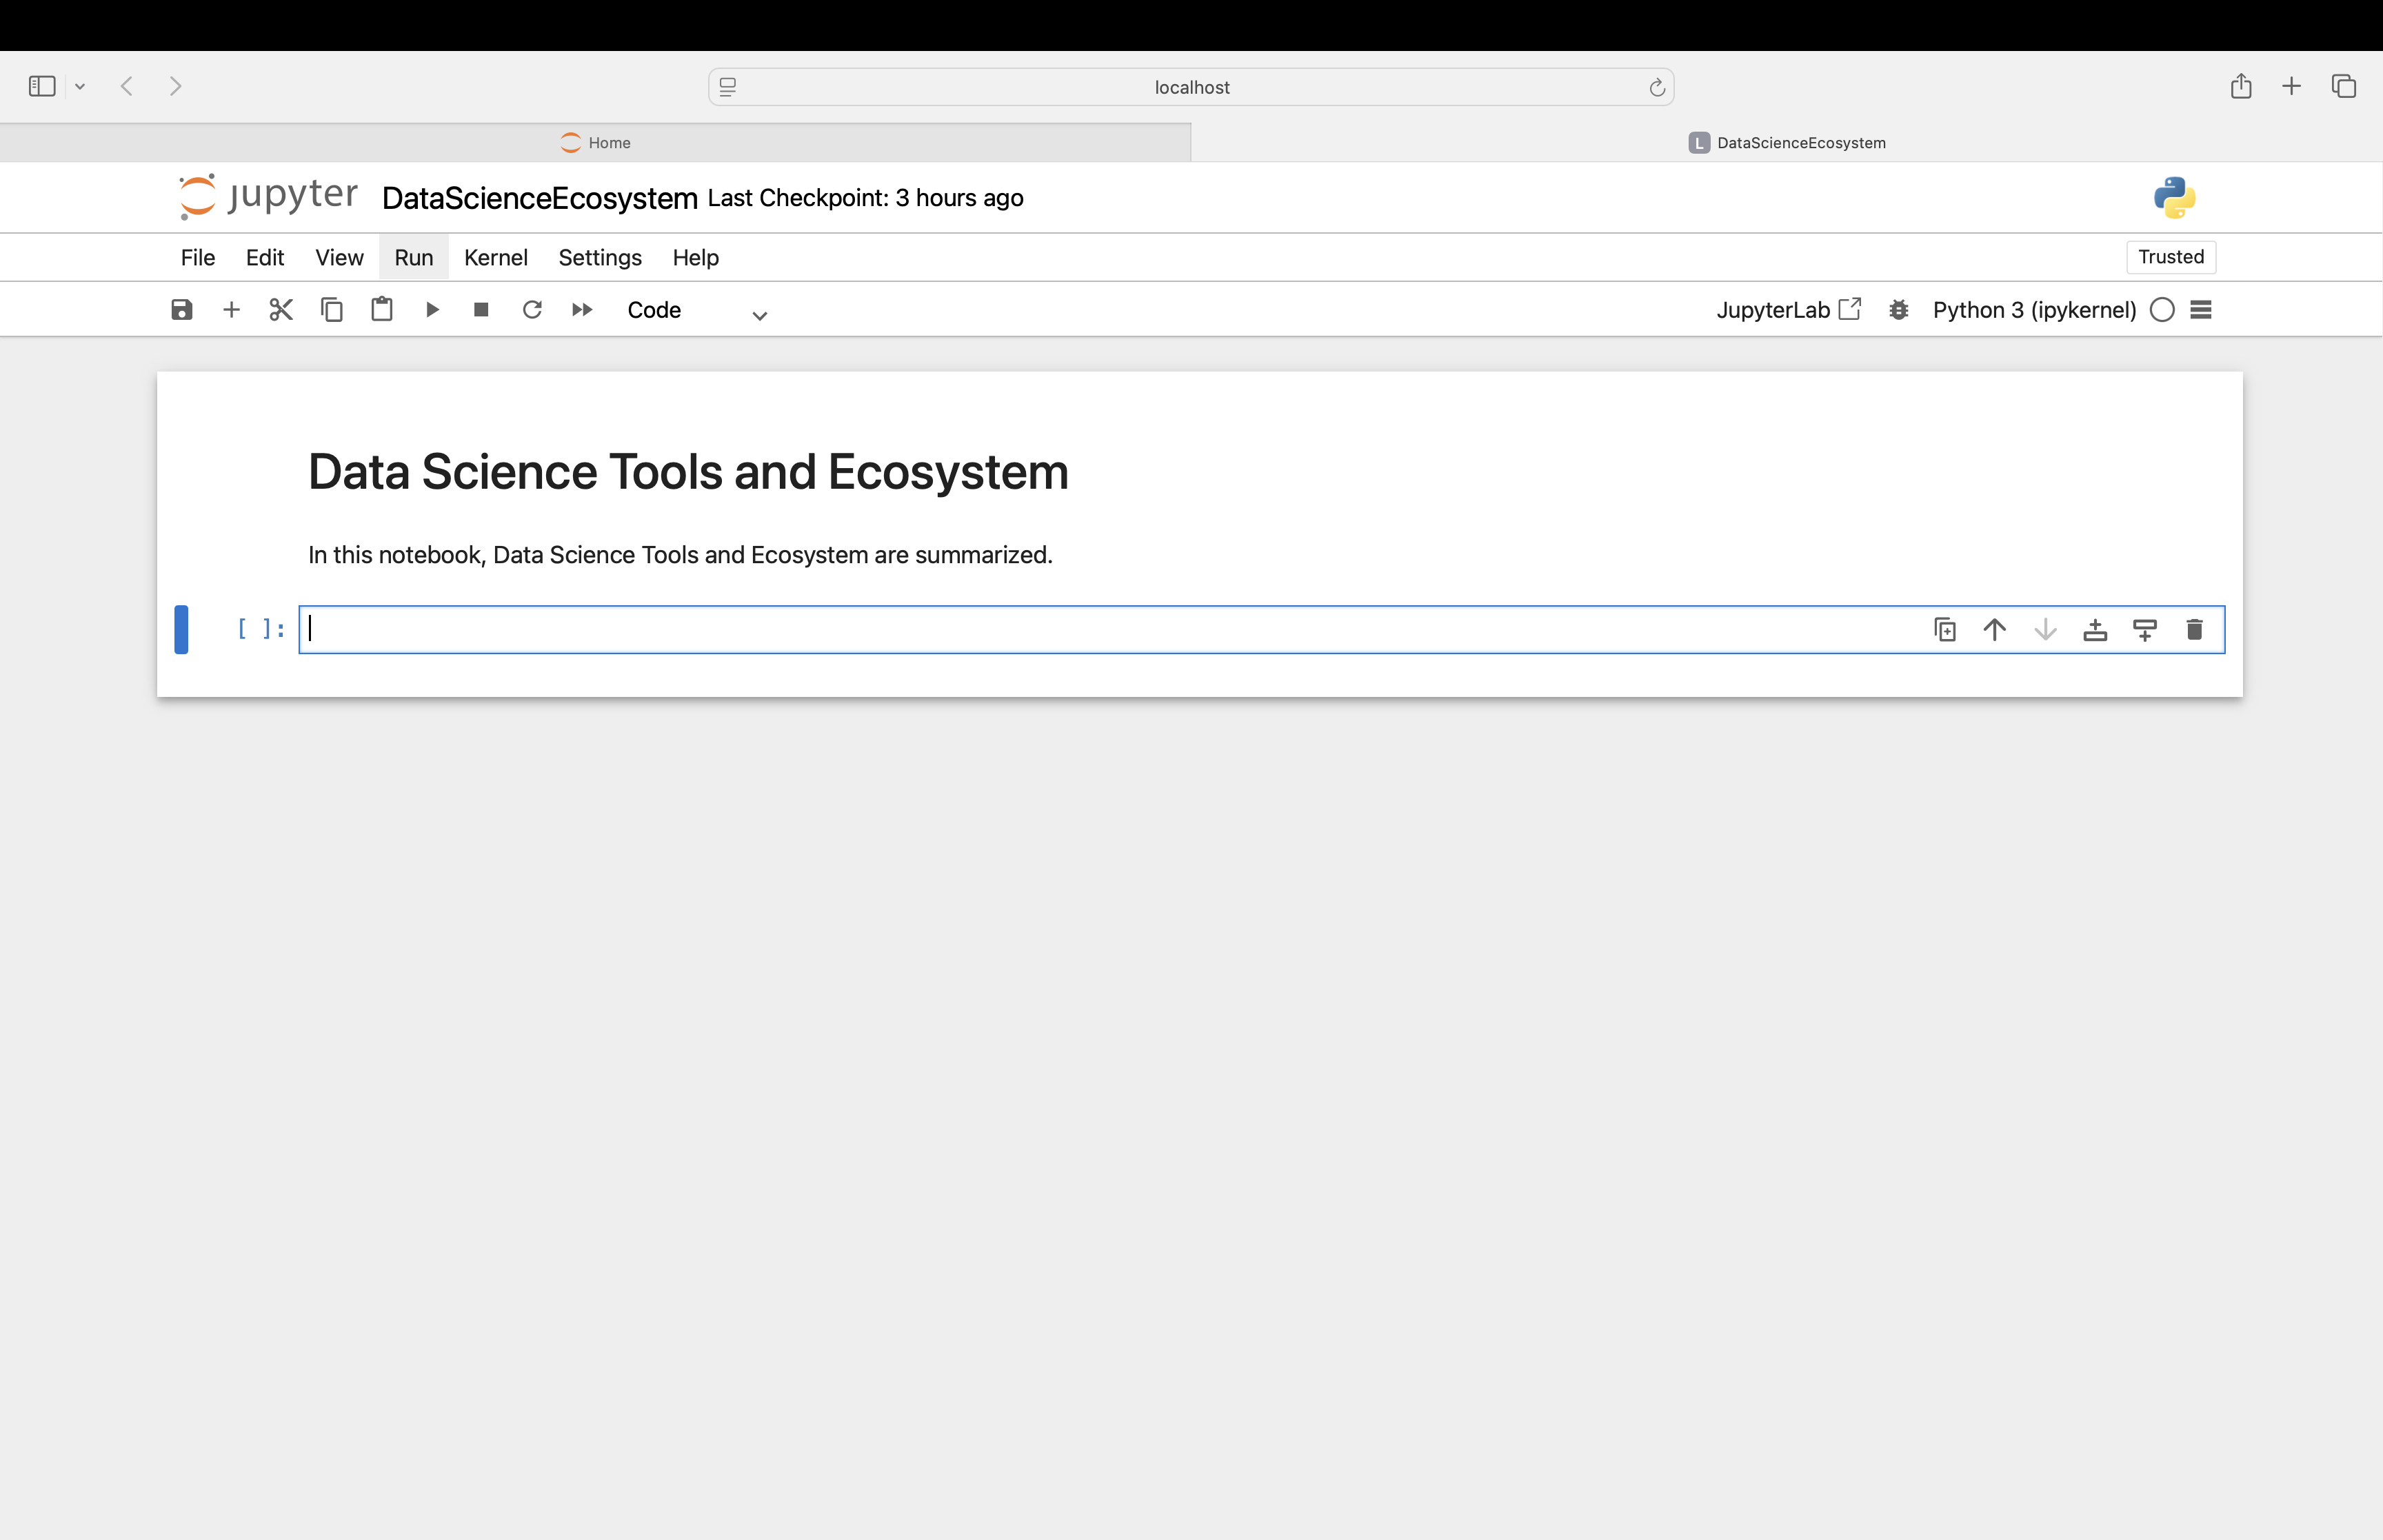 localhost
Home
L DataScienceEcosystem
jupyter DataScienceEcosystem Last Checkpoint: 3 hours ago
File Edit View Run Kernel Settings Help Trusted
Code JupyterLab Python 3 (ipykernel)
Data Science Tools and Ecosystem
In this notebook, Data Science Tools and Ecosystem are summarized.
[ ]: